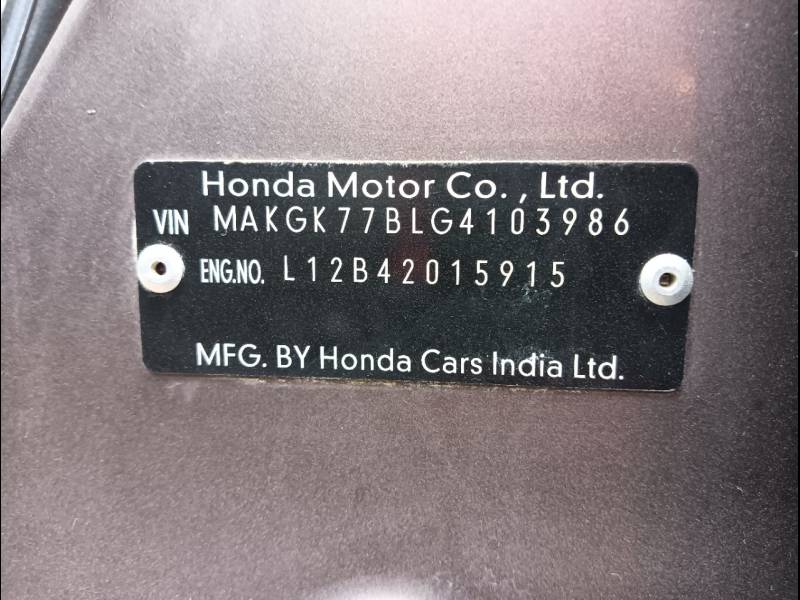 Honda Motor Co., Ltd.
VIN MAKGK77BLG4103986
ENG.NO. L12B42015915
MFG. BY Honda Cars India Ltd.